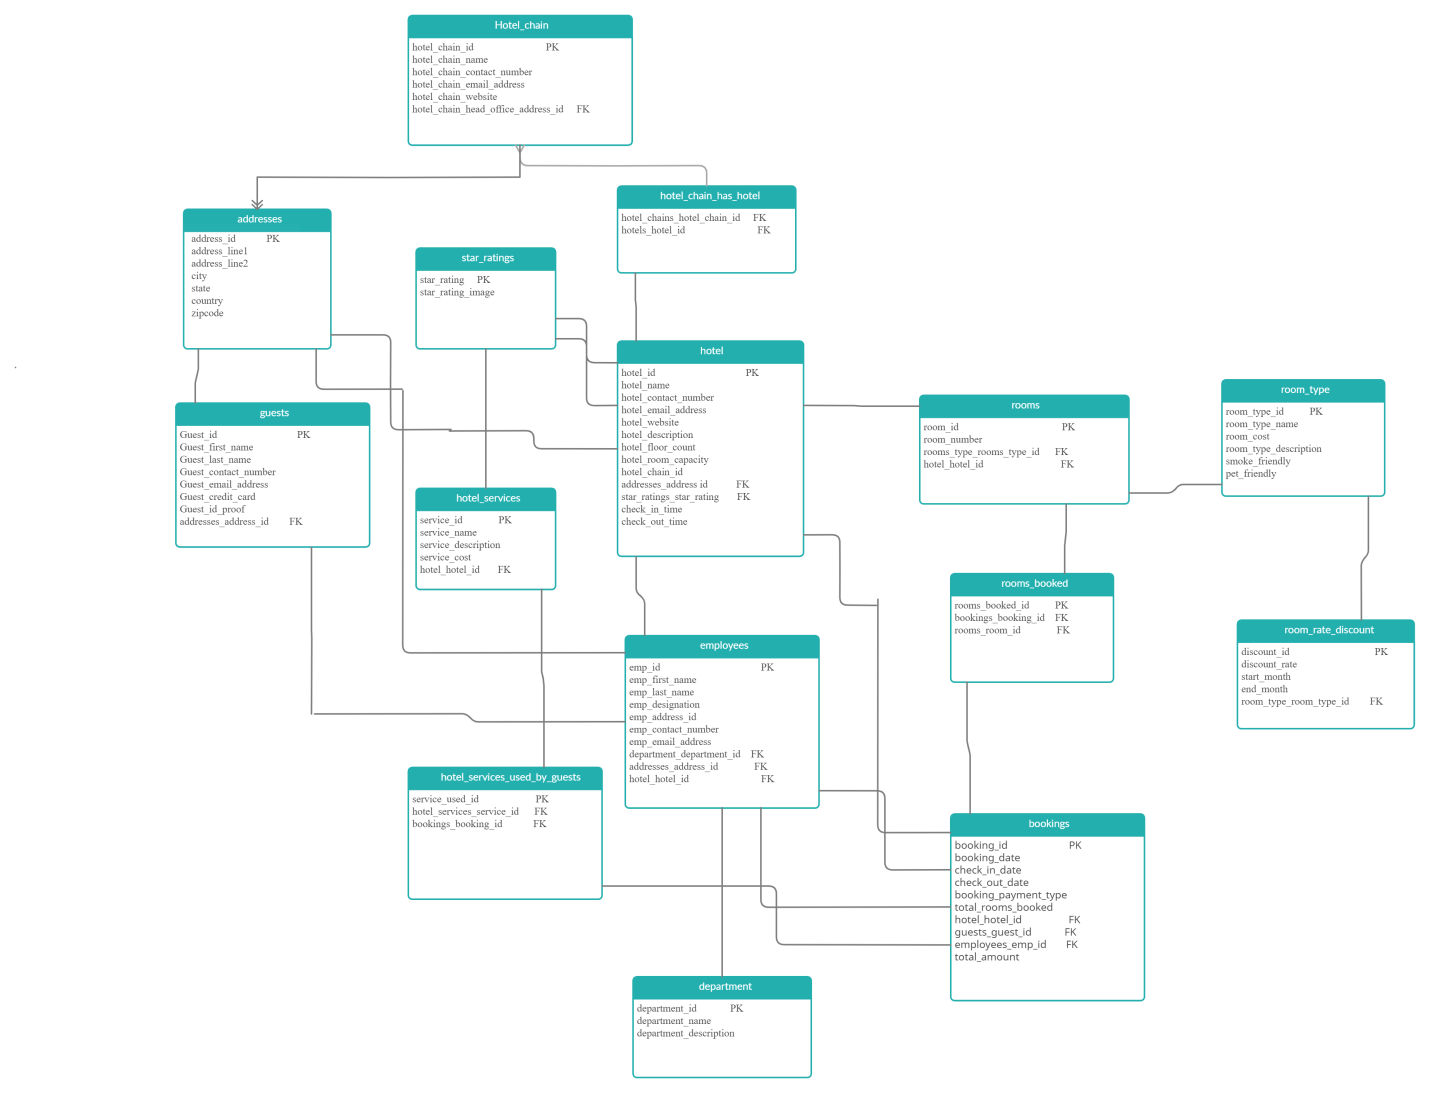 Hotel_chain
hotel_chain_id PK
hotel_chain_name
hotel_chain_contact_number
hotel_chain_email_address
hotel_chain_website
hotel_chain_head_office_address_id FK
hotel_chain_has_hotel
hotel_chains_hotel_chain_id FK
hotels_hotel_id FK
addresses
address_id PK
address_line1
address_line2
city
state
country
zipcode
star_ratings
star_rating PK
star_rating_image
hotel
hotel_id PK
hotel_name
hotel_contact_number
hotel_email_address
hotel_website
hotel_description
hotel_floor_count
hotel_room_capacity
hotel_chain_id
addresses_address id FK
star_ratings_star_rating FK
check_in_time
check_out_time
rooms
room_id PK
room_number
rooms_type_rooms_type_id FK
hotel_hotel_id FK
room_type
room_type_id PK
room_type_name
room_cost
room_type_description
smoke_friendly
pet_friendly
guests
Guest_id PK
Guest_first_name
Guest_last_name
Guest_contact_number
Guest_email_address
Guest_credit_card
Guest_id_proof
addresses_address_id FK
hotel_services
service_id PK
service_name
service_description
service_cost
hotel_hotel_id FK
rooms_booked
rooms_booked_id PK
bookings_booking_id FK
rooms_room_id FK
room_rate_discount
discount_id PK
discount_rate
start_month
end_month
room_type_room_type_id FK
employees
emp_id PK
emp_first_name
emp_last_name
emp_designation
emp_address_id
emp_contact_number
emp_email_address
department_department_id FK
addresses_address_id FK
hotel_hotel_id FK
hotel_services_used_by_guests
service_used_id PK
hotel_services_service_id FK
bookings_booking_id FK
bookings
booking_id PK
booking_date
check_in_date
check_out_date
booking_payment_type
total_rooms_booked
hotel_hotel_id FK
guests_guest_id FK
employees_emp_id FK
total_amount
department
department_id PK
department_name
department_description